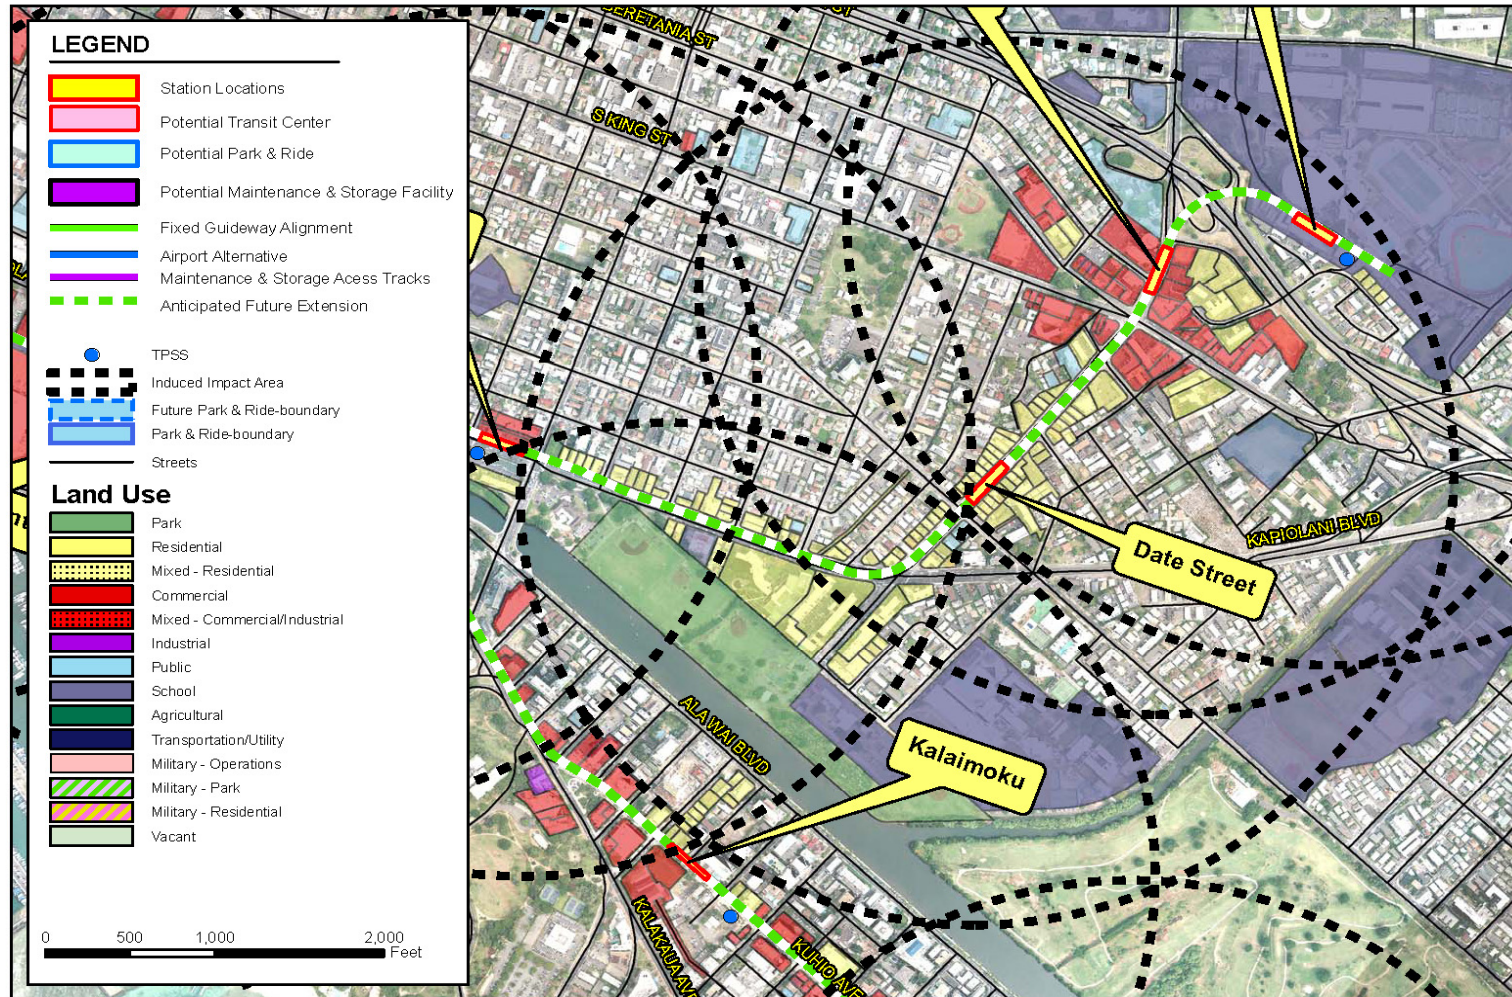 LEGEND
Station Locations
Potential Transit Center
Potential Park & Ride
Potential Maintenance & Storage Facility
Fixed Guideway Alignment
Airport Alternative
Maintenance & Storage Acess Tracks
Anticipated Future Extension
TPSS
Induced Impact Area
Future Park & Ride-boundary
Park & Ride-boundary
Streets
Land Use
Park
Residential
Mixed - Residential
Commercial
Mixed - Commercial/Industrial
Industrial
Public
School
Agricultural
Transportation/Utility
Military - Operations
Military - Park
Military - Residential
Vacant
0 500 1,000 2,000
Feet
BERETANIA ST
ST
S KING ST
KAPIOLANI BLVD
Date Street
ALA WAI BLVD
Kalaimoku
KALAKAUA AVE
KUHIO AVE